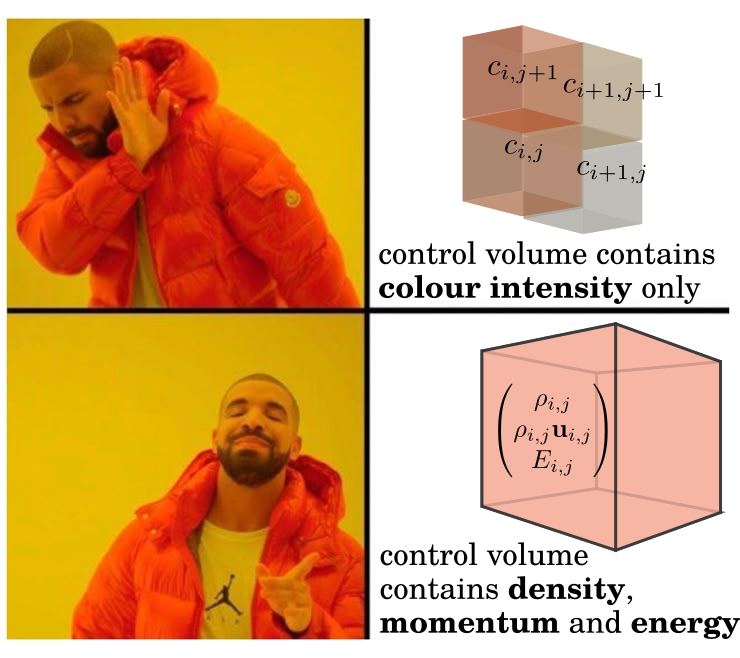 c_{i,j+1}
c_{i+1,j+1}
c_{i,j}
c_{i+1,j}
control volume contains
colour intensity only
ρ_{i,j}
ρ_{i,j}u_{i,j}
E_{i,j}
control volume
contains density,
momentum and energy